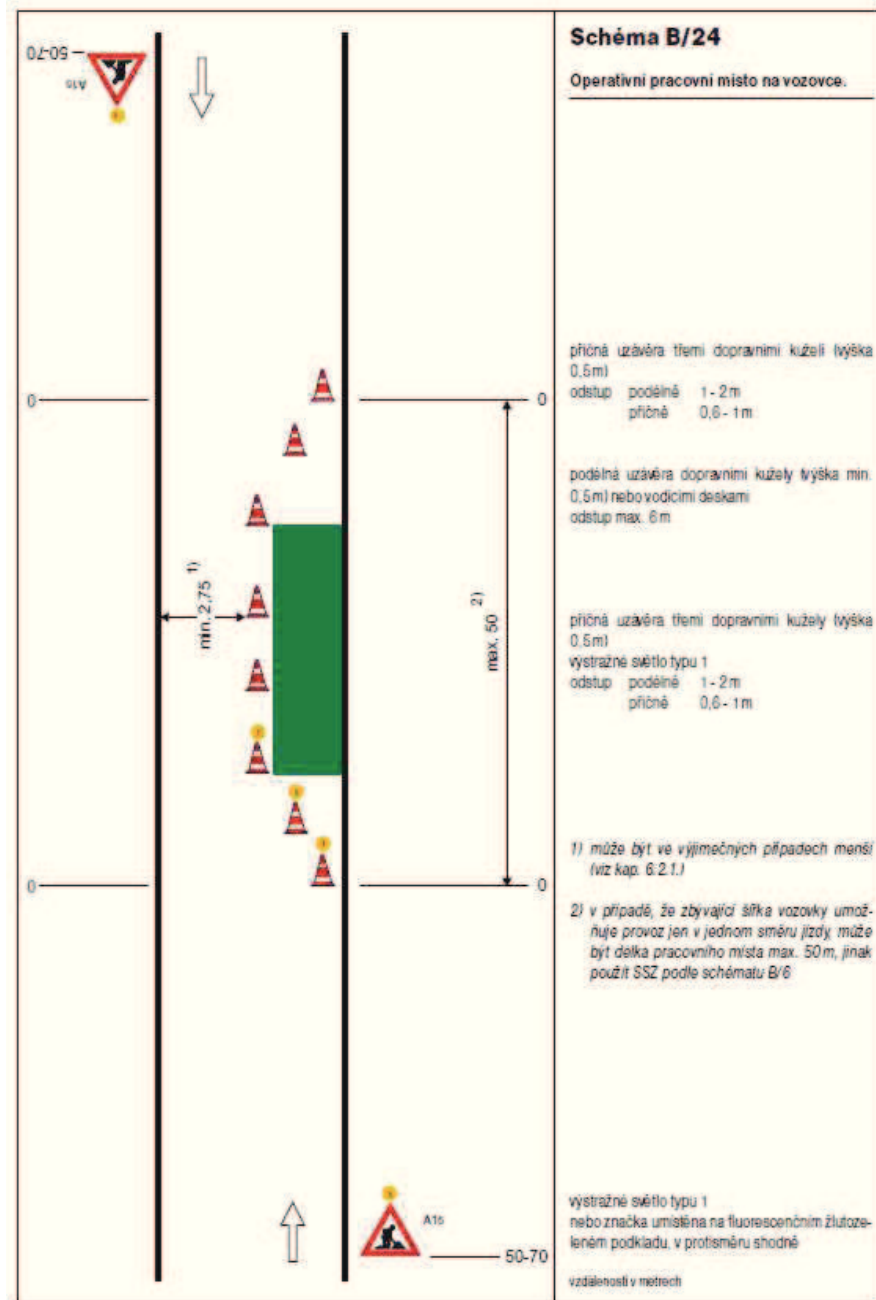 Schéma B/24
Operativní pracovní místo na vozovce.
50-70
A15
příčná uzávěra třemi dopravními kuželi (výška
0,5m)
odstup podélně 1 - 2m
příčně 0,6 - 1m
0
0
podélná uzávěra dopravními kužely (výška min.
0,5m) nebo vodicími deskami
odstup max. 6m
min. 2,75 1)
max. 50 2)
příčná uzávěra třemi dopravními kužely (výška
0,5m)
výstražné světlo typu 1
odstup podélně 1 - 2m
příčně 0,6 - 1m
0
0
1) může být ve výjimečných případech menší
(viz kap. 6.2.1.)
2) v případě, že zbývající šířka vozovky umož-
ňuje provoz jen v jednom směru jízdy, může
být délka pracovního místa max. 50m, jinak
použít SSZ podle schématu B/6
A15
50-70
výstražné světlo typu 1
nebo značka umístěna na fluorescenčním žlutoze-
leném podkladu, v protisměru shodně
vzdálenosti v metrech